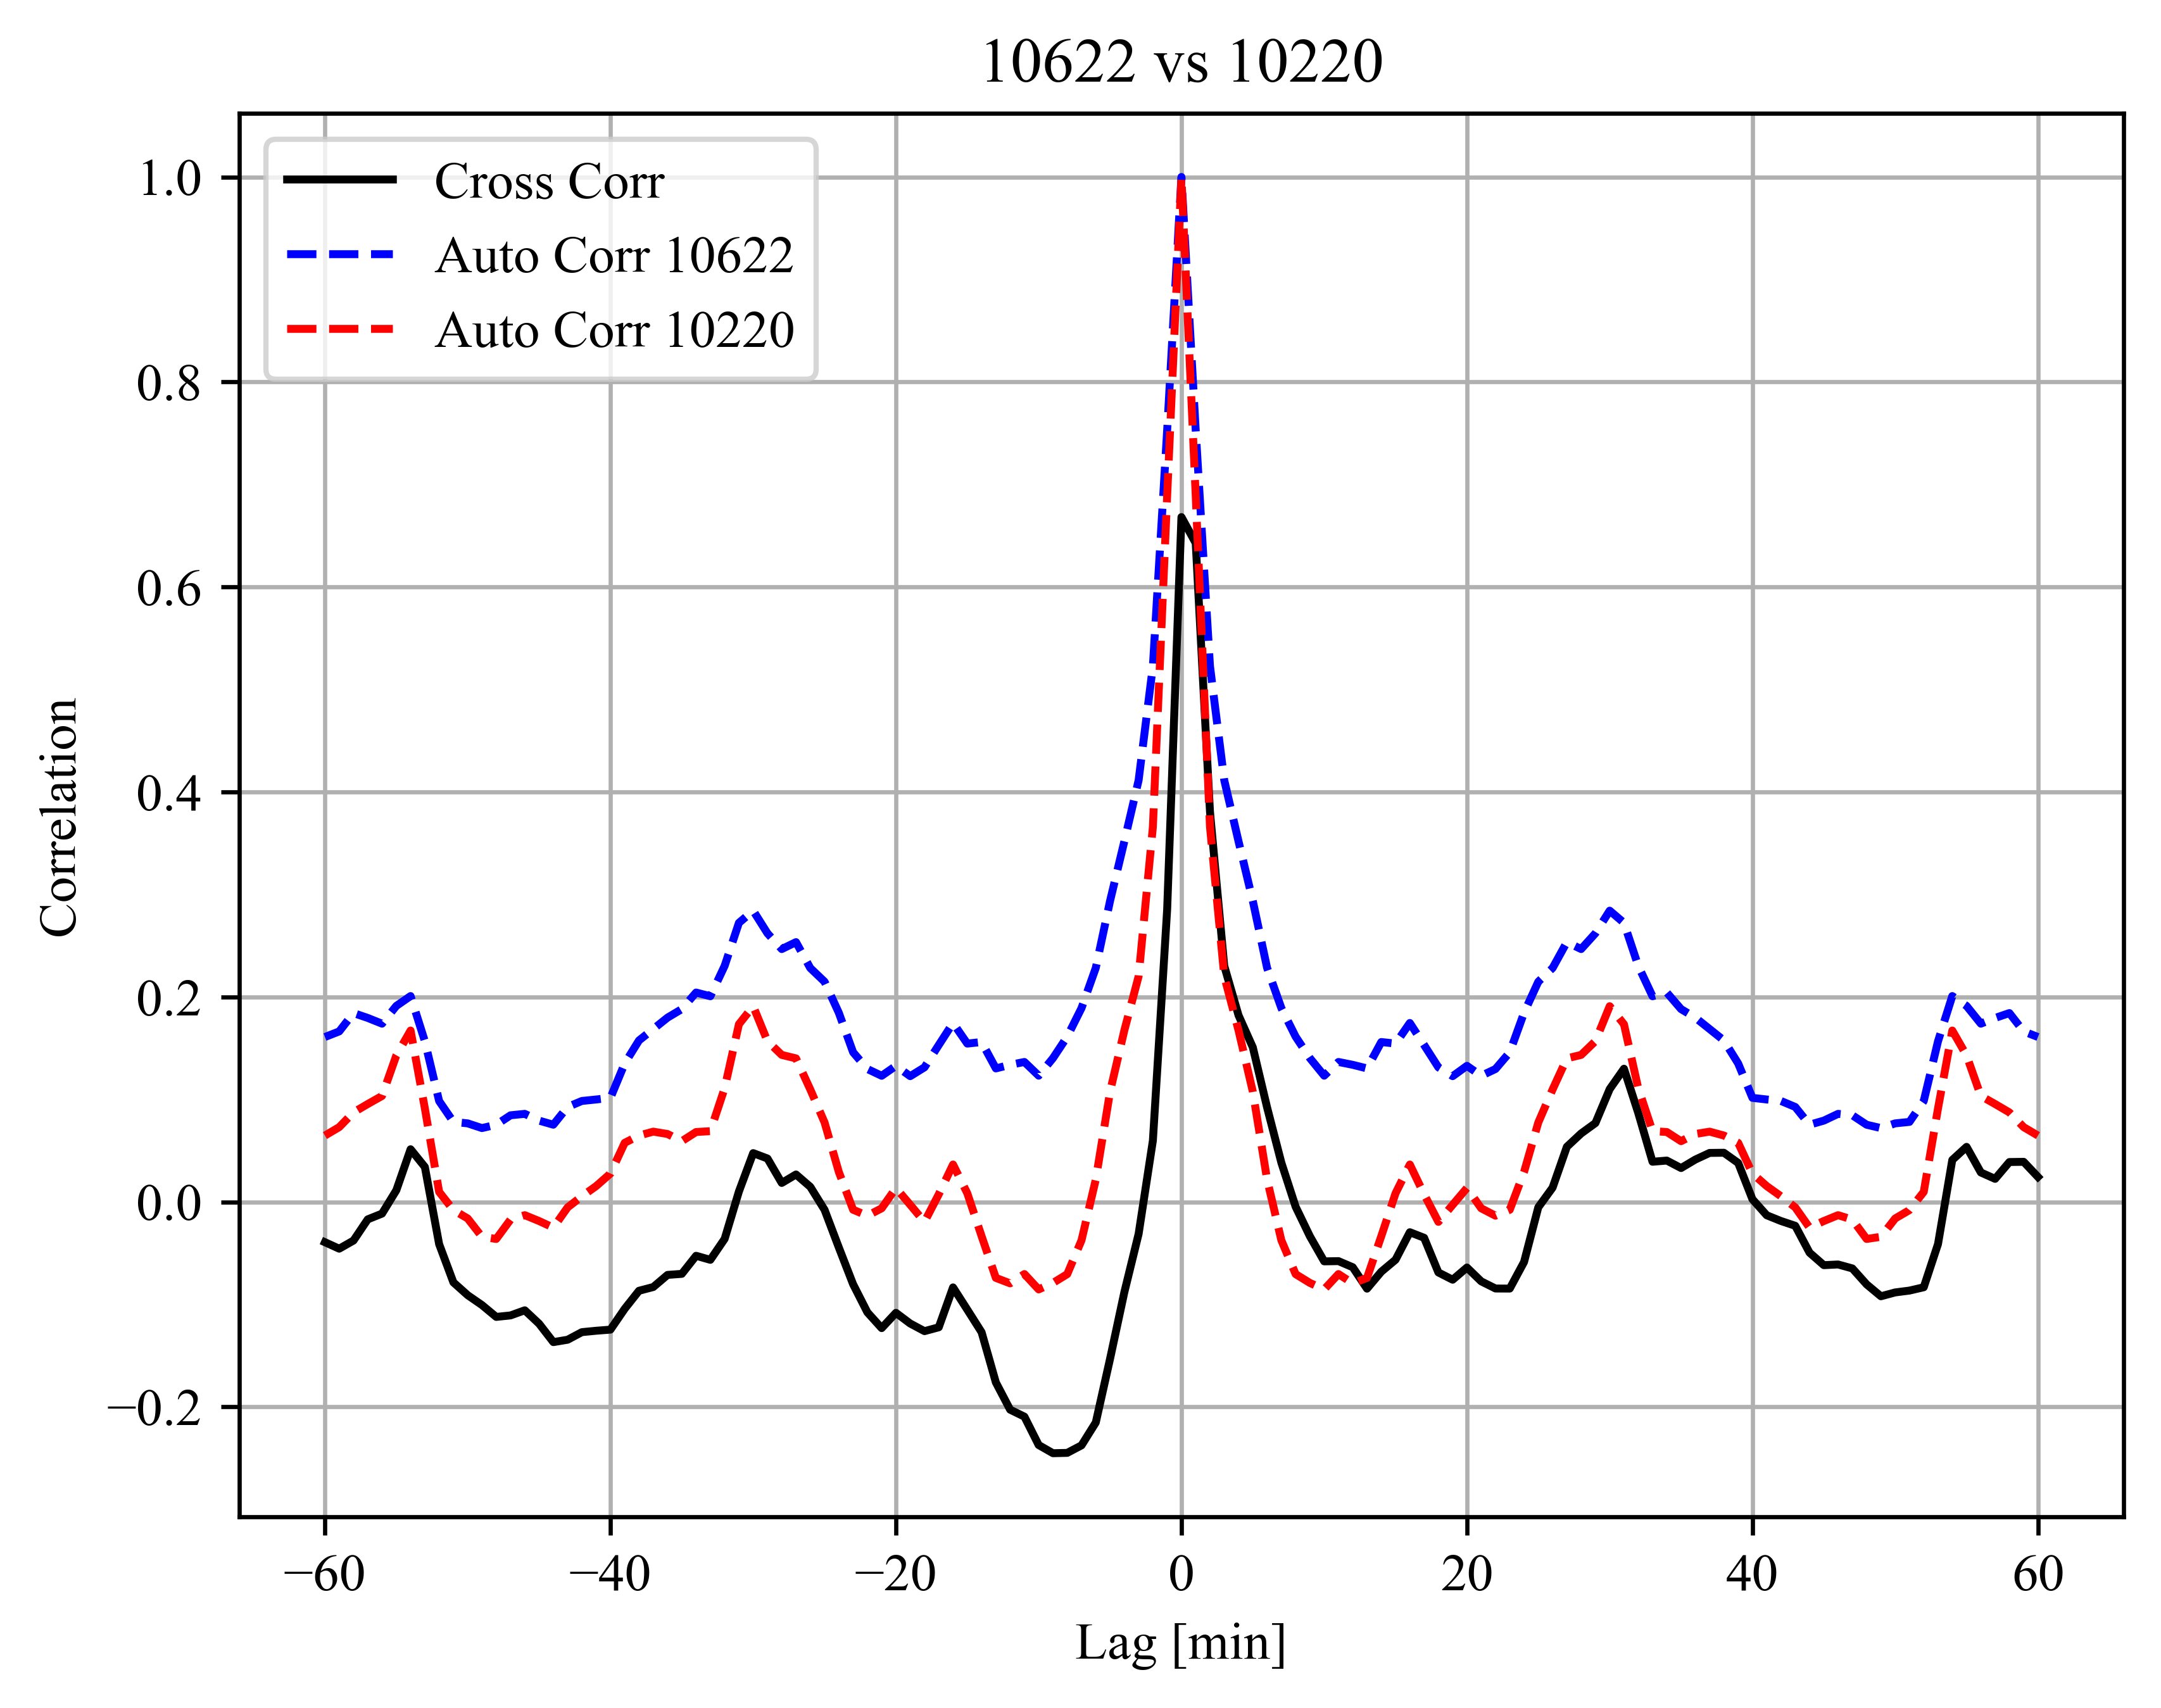 10622 vs 10220
Cross Corr
Auto Corr 10622
Auto Corr 10220
1.0
0.8
0.6
0.4
0.2
0.0
−0.2
Correlation
−60 −40 −20 0 20 40 60
Lag [min]